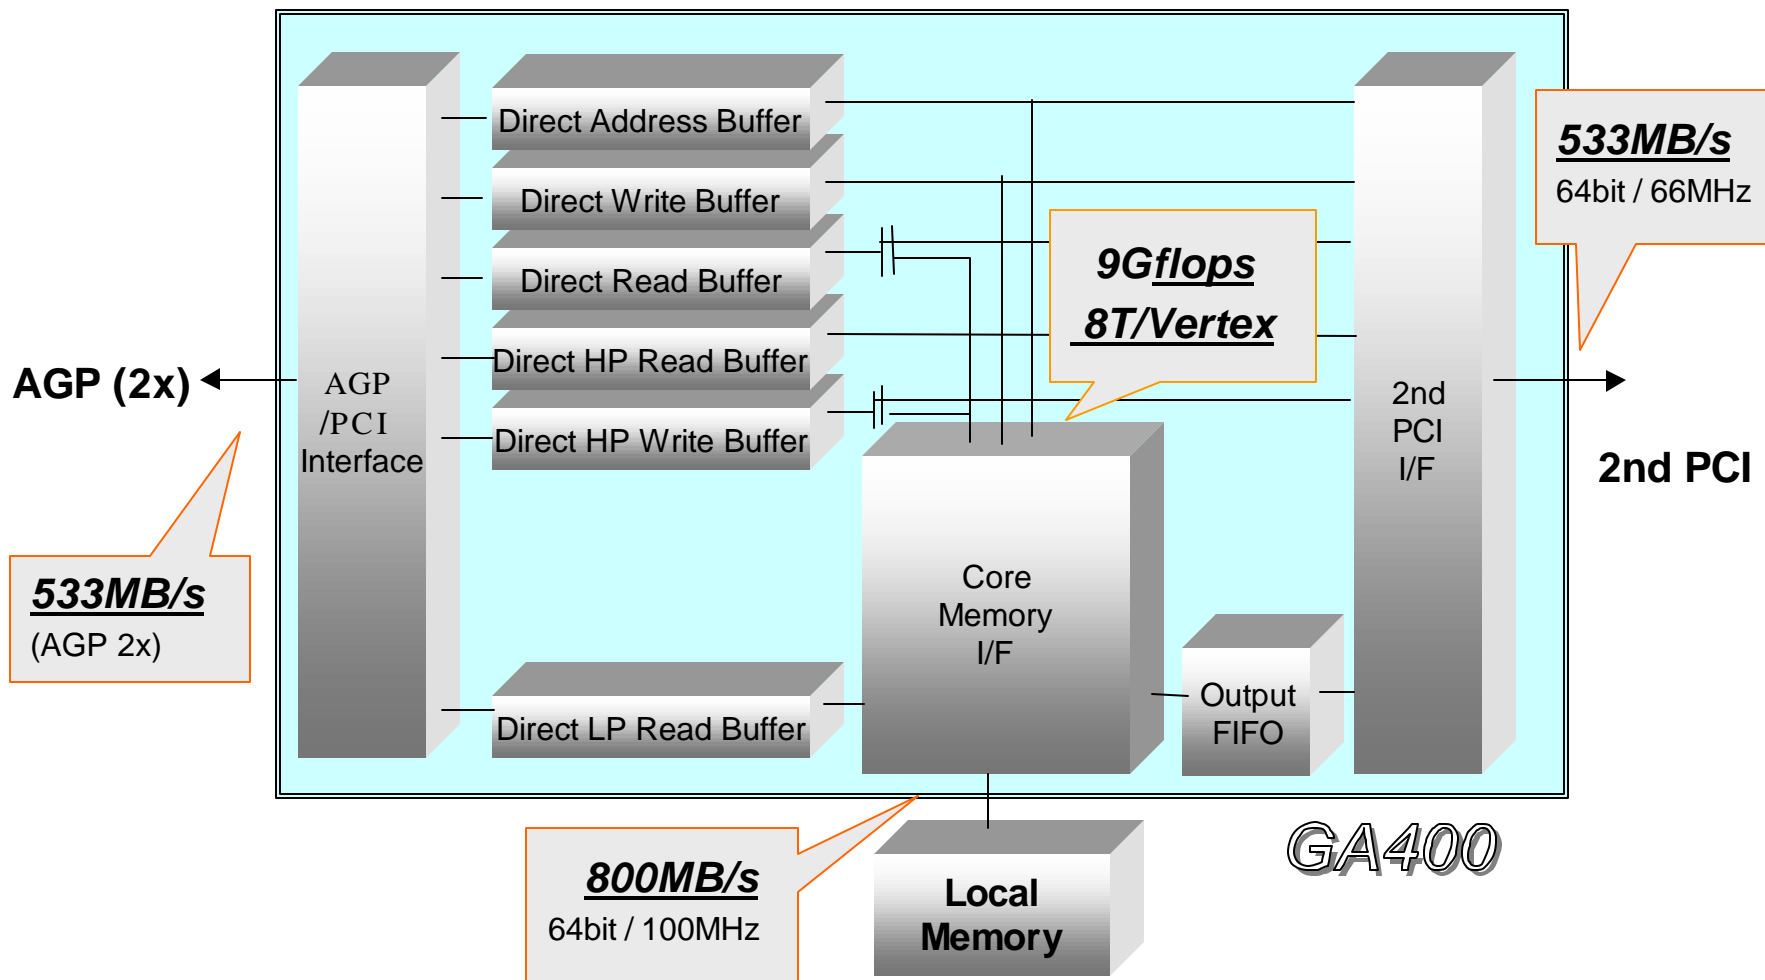 Direct Address Buffer
Direct Write Buffer
Direct Read Buffer
Direct HP Read Buffer
Direct HP Write Buffer
Direct LP Read Buffer
AGP
/PCI
Interface
AGP (2x)
533MB/s
(AGP 2x)
9Gflops
8T/Vertex
Core
Memory
I/F
Output
FIFO
2nd
PCI
I/F
533MB/s
64bit / 66MHz
2nd PCI
800MB/s
64bit / 100MHz
Local
Memory
GA400